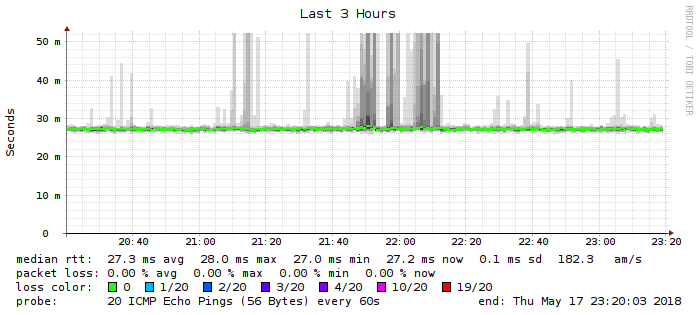 Last 3 Hours
RRDTOOL / TOBI OETIKER
Seconds
50 m
40 m
30 m
20 m
10 m
0
20:40 21:00 21:20 21:40 22:00 22:20 22:40 23:00 23:20
median rtt: 27.3 ms avg 28.0 ms max 27.0 ms min 27.2 ms now 0.1 ms sd 182.3 am/s
packet loss: 0.00 % avg 0.00 % max 0.00 % min 0.00 % now
loss color: 0 1/20 2/20 3/20 4/20 10/20 19/20
probe: 20 ICMP Echo Pings (56 Bytes) every 60s end: Thu May 17 23:20:03 2018